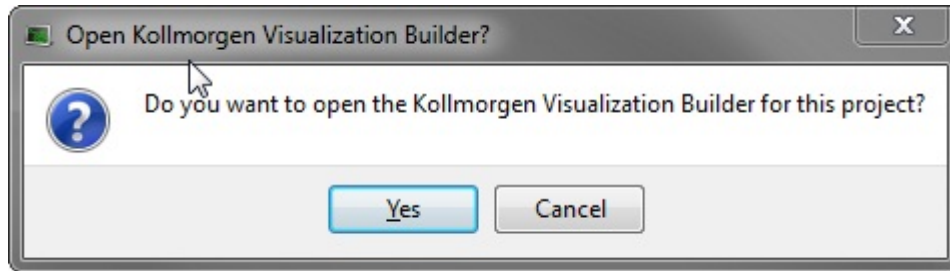 Open Kollmorgen Visualization Builder?
Do you want to open the Kollmorgen Visualization Builder for this project?
Yes
Cancel